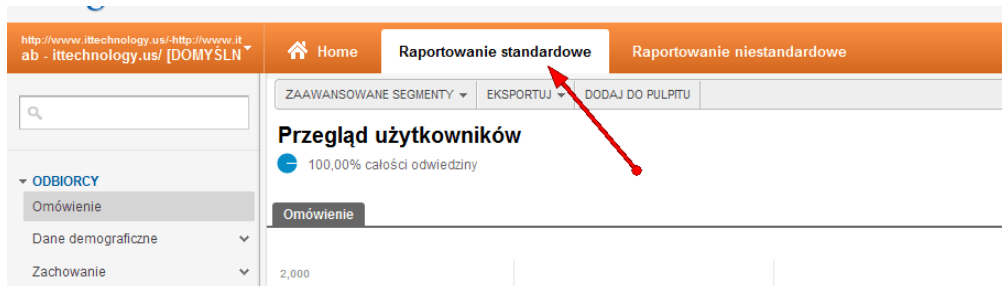 http://www.ittechnology.us/-http://www.it
ab - ittechnology.us/ [DOMYŚLN
Home
Raportowanie standardowe
Raportowanie niestandardowe
ZAAWANSOWANE SEGMENTY
EKSPORTUJ
DODAJ DO PULPITU
Przegląd użytkowników
100,00% całości odwiedziny
ODBIORCY
Omówienie
Dane demograficzne
Zachowanie
Omówienie
2,000